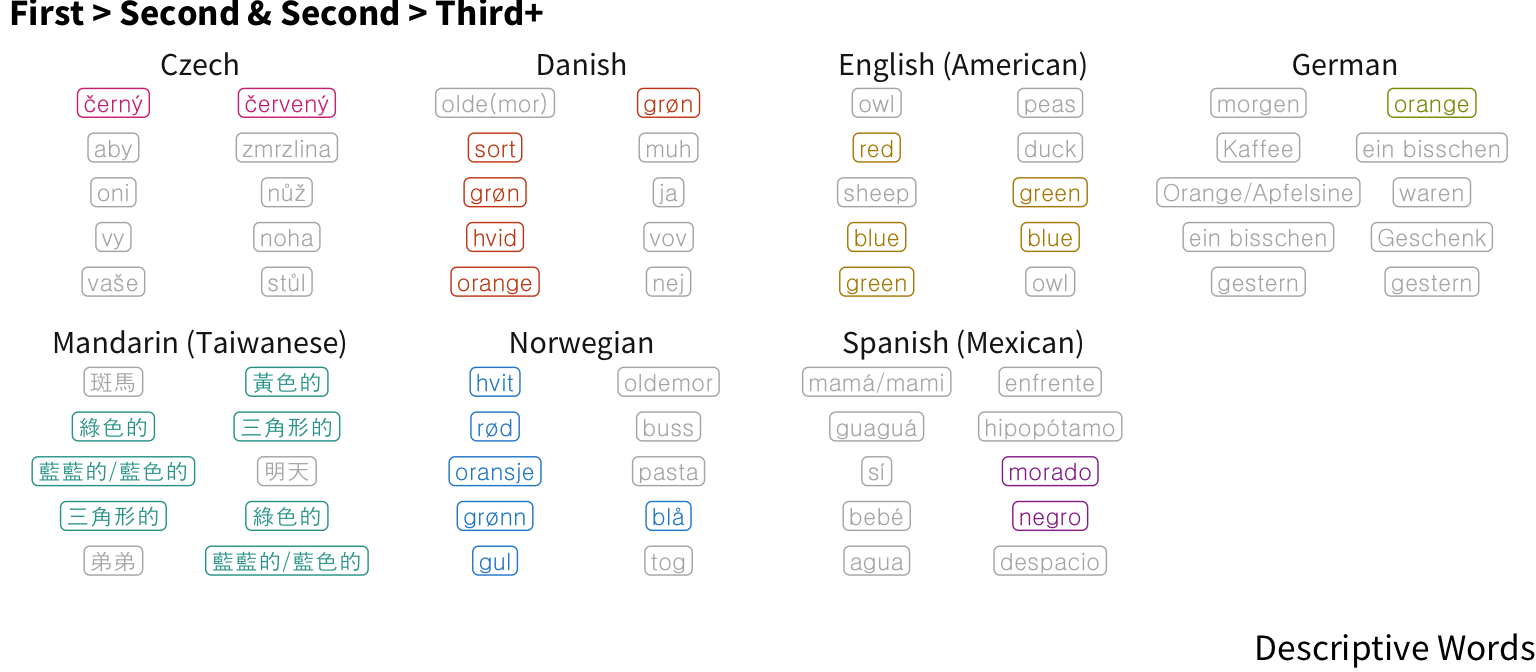 First > Second & Second > Third+
Czech Danish English (American) German
černý červený olde(mor) grøn owl peas morgen orange
aby zmrzlina sort muh red duck Kaffee ein bisschen
oni nůž grøn ja sheep green Orange/Apfelsine waren
vy noha hvid vov blue blue ein bisschen Geschenk
vaše stůl orange nej green owl gestern gestern
Mandarin (Taiwanese) Norwegian Spanish (Mexican)
斑馬 黃色的 hvit oldemor mamá/mami enfrente
綠色的 三角形的 rød buss guaguá hipopótamo
藍藍的/藍色的 明天 oransje pasta sí morado
三角形的 綠色的 grønn blå bebé negro
弟弟 藍藍的/藍色的 gul tog agua despacio
Descriptive Words